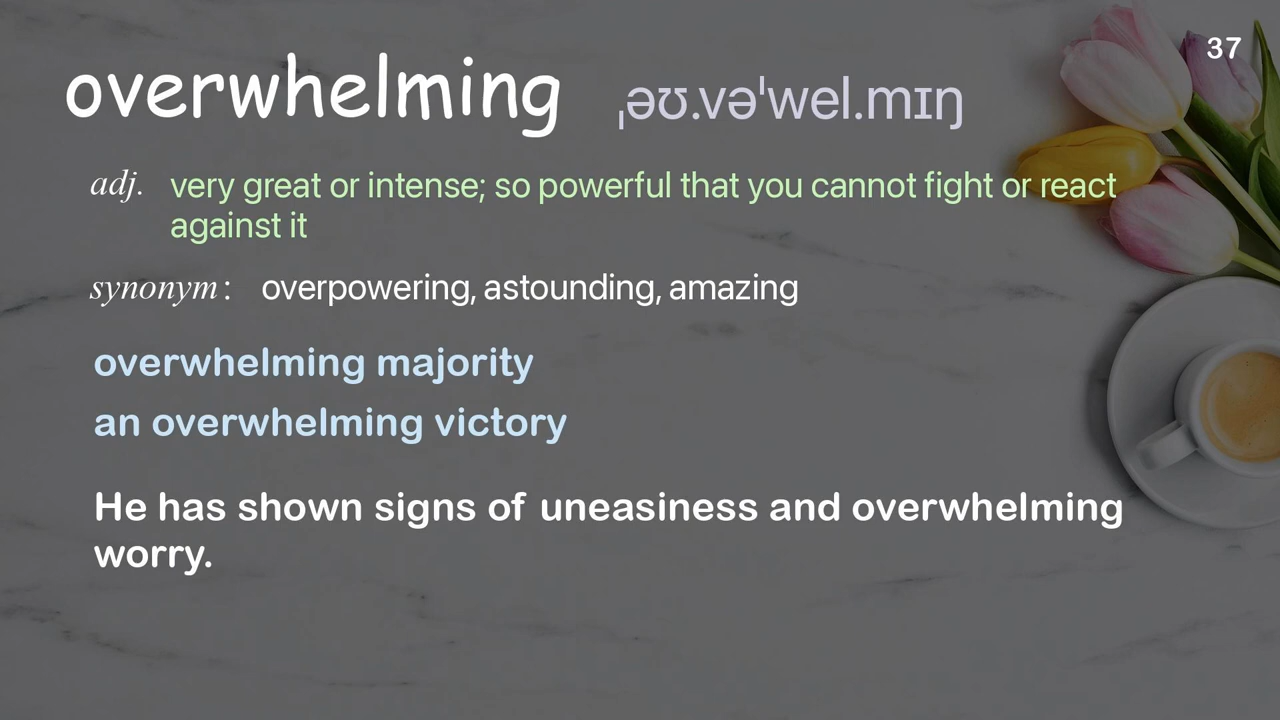 37
overwhelming ˌəʊ.vəˈwel.mɪŋ
adj. very great or intense; so powerful that you cannot fight or react
against it
synonym: overpowering, astounding, amazing
overwhelming majority
an overwhelming victory
He has shown signs of uneasiness and overwhelming
worry.